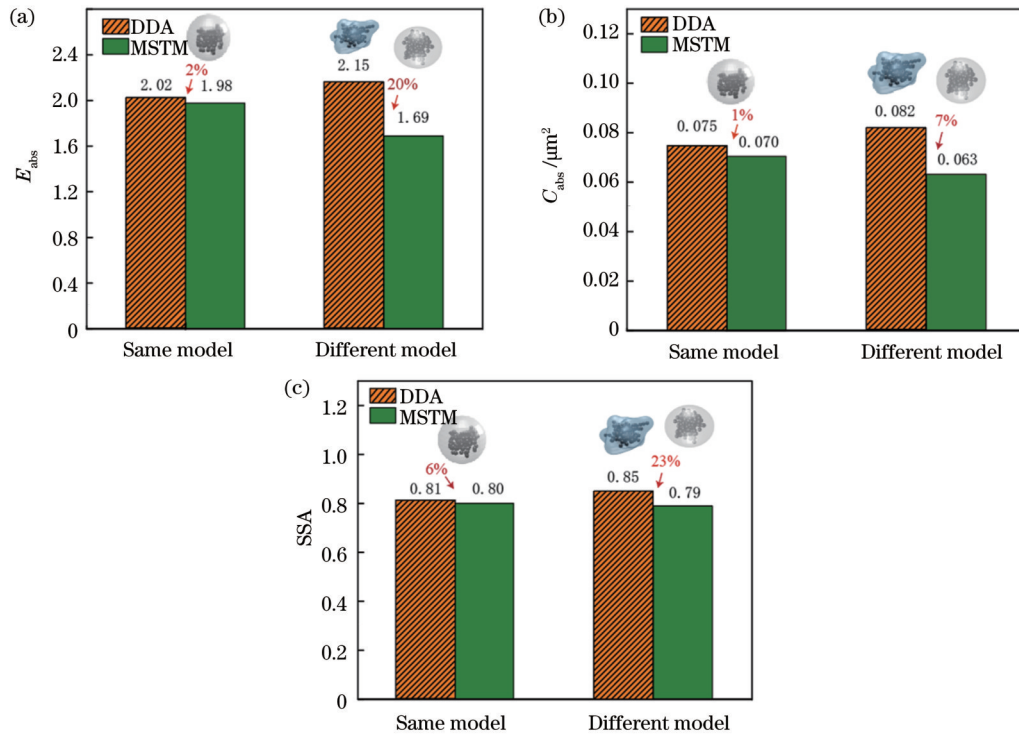 (a)
DDA
MSTM
2.4
2.0
1.6
1.2
0.8
0.4
0
E_abs
2.02
2%
1.98
2.15
20%
1.69
Same model
Different model
(b)
DDA
MSTM
0.12
0.10
0.08
0.06
0.04
0.02
0.00
C_abs /μm²
0.075
1%
0.070
0.082
7%
0.063
Same model
Different model
(c)
DDA
MSTM
1.2
1.0
0.8
0.6
0.4
0.2
0
SSA
6%
0.81
0.80
0.85
23%
0.79
Same model
Different model